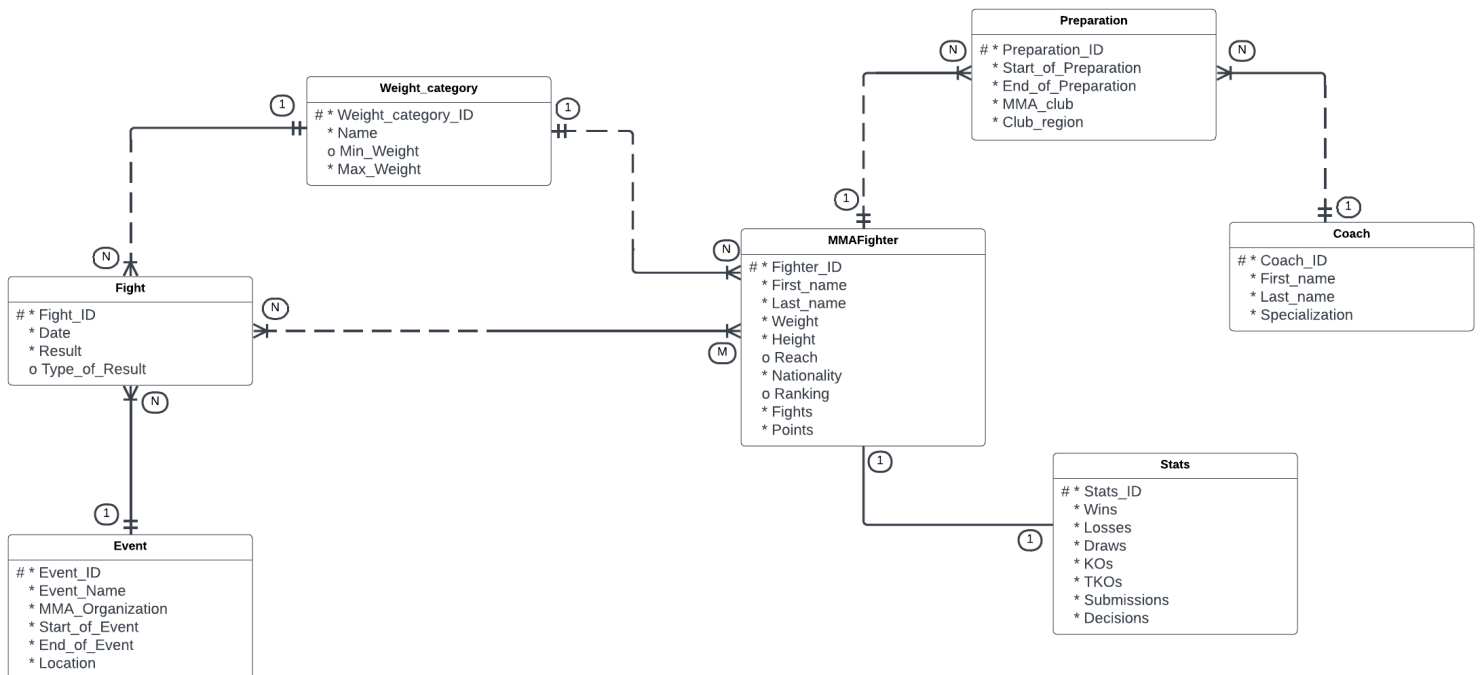 Preparation
# * Preparation_ID
* Start_of_Preparation
* End_of_Preparation
* MMA_club
* Club_region
N
N
Weight_category
# * Weight_category_ID
* Name
o Min_Weight
* Max_Weight
1
1
1
1
MMAFighter
# * Fighter_ID
* First_name
* Last_name
* Weight
* Height
o Reach
* Nationality
o Ranking
* Fights
* Points
Coach
# * Coach_ID
* First_name
* Last_name
* Specialization
N
N
Fight
# * Fight_ID
* Date
* Result
o Type_of_Result
N
M
N
1
1
Stats
# * Stats_ID
* Wins
* Losses
* Draws
* KOs
* TKOs
* Submissions
* Decisions
1
Event
# * Event_ID
* Event_Name
* MMA_Organization
* Start_of_Event
* End_of_Event
* Location